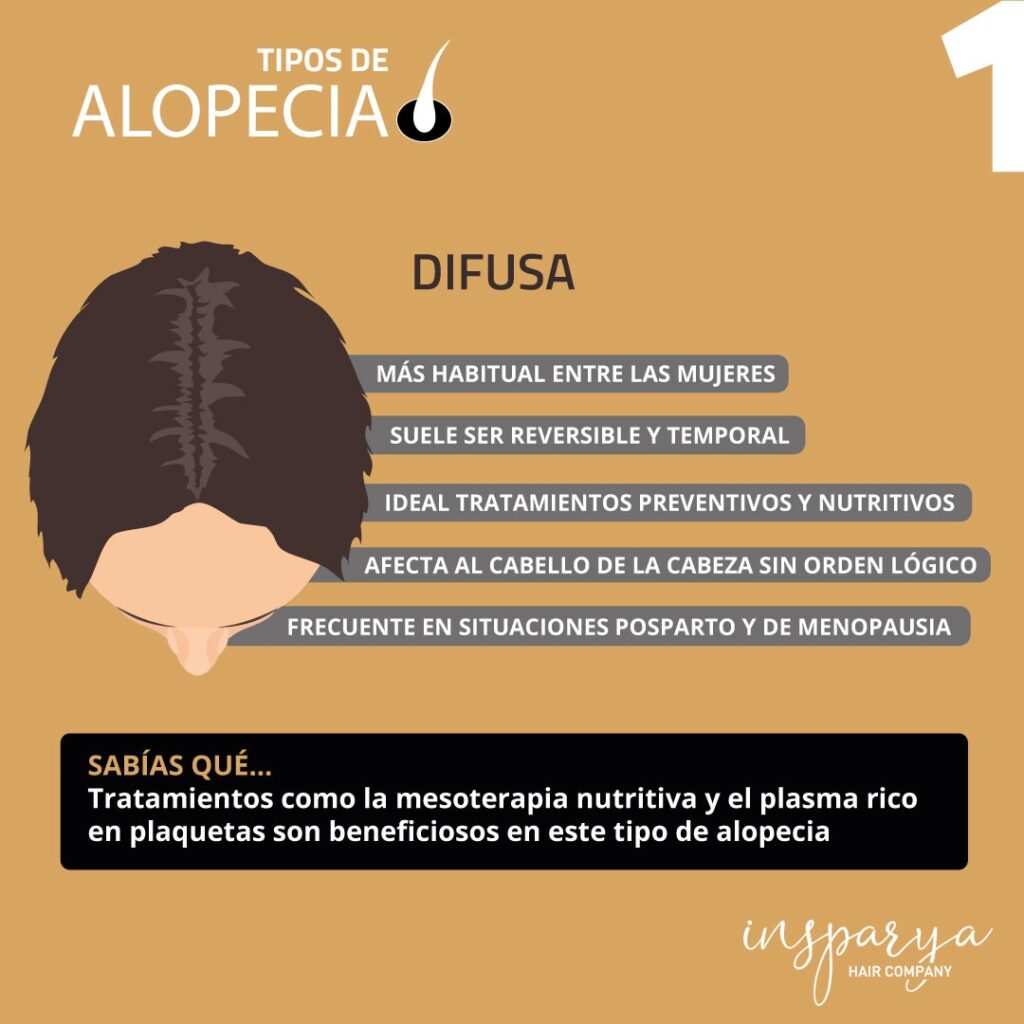 TIPOS DE
ALOPECIA
1
DIFUSA
MÁS HABITUAL ENTRE LAS MUJERES
SUELE SER REVERSIBLE Y TEMPORAL
IDEAL TRATAMIENTOS PREVENTIVOS Y NUTRITIVOS
AFECTA AL CABELLO DE LA CABEZA SIN ORDEN LÓGICO
FRECUENTE EN SITUACIONES POSPARTO Y DE MENOPAUSIA
SABÍAS QUÉ...
Tratamientos como la mesoterapia nutritiva y el plasma rico
en plaquetas son beneficiosos en este tipo de alopecia
insparya
HAIR COMPANY